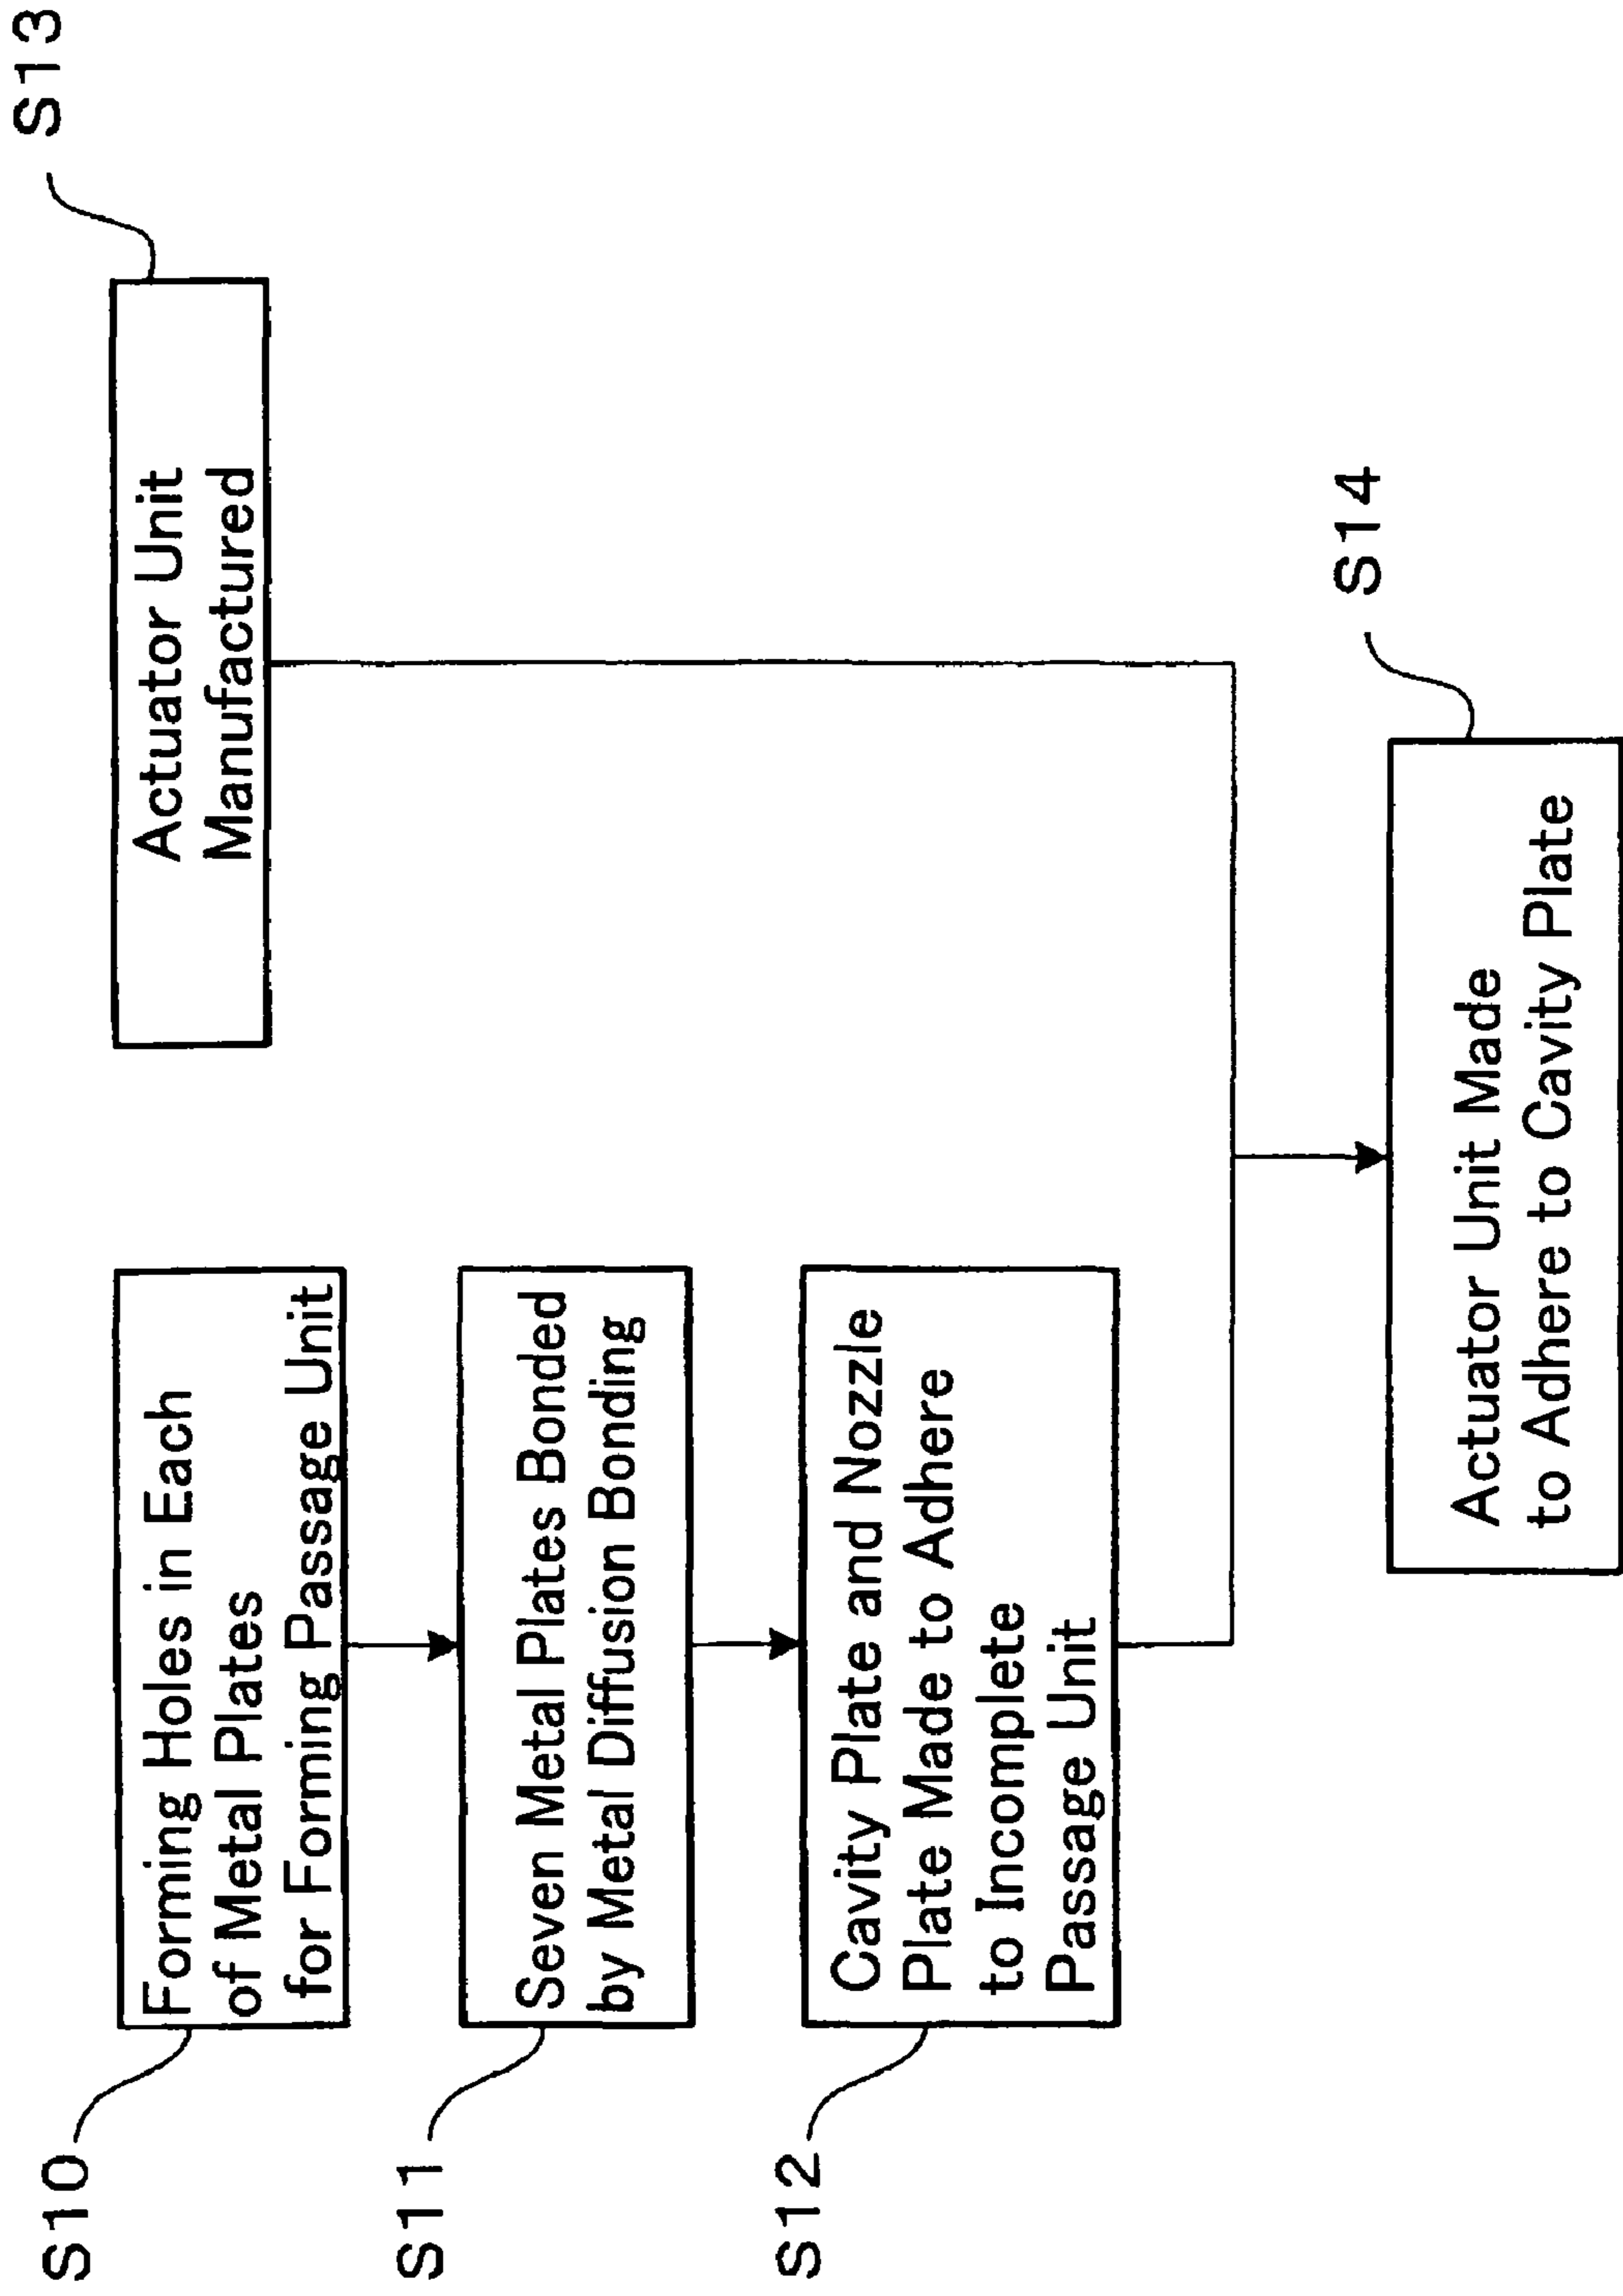 S10
Forming Holes in Each
of Metal Plates
for Forming Passage Unit
S11
Seven Metal Plates Bonded
by Metal Diffusion Bonding
S12
Cavity Plate and Nozzle
Plate Made to Adhere
to Incomplete
Passage Unit
S13
Actuator Unit
Manufactured
S14
Actuator Unit Made
to Adhere to Cavity Plate